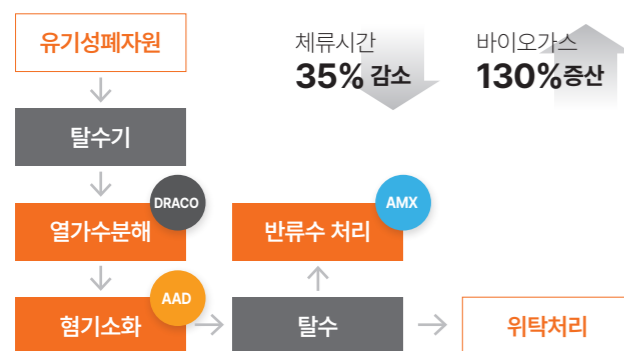 유기성폐자원
체류시간
35% 감소
바이오가스
130%증산
탈수기
DRACO
열가수분해
AMX
반류수 처리
AAD
혐기소화
탈수
위탁처리